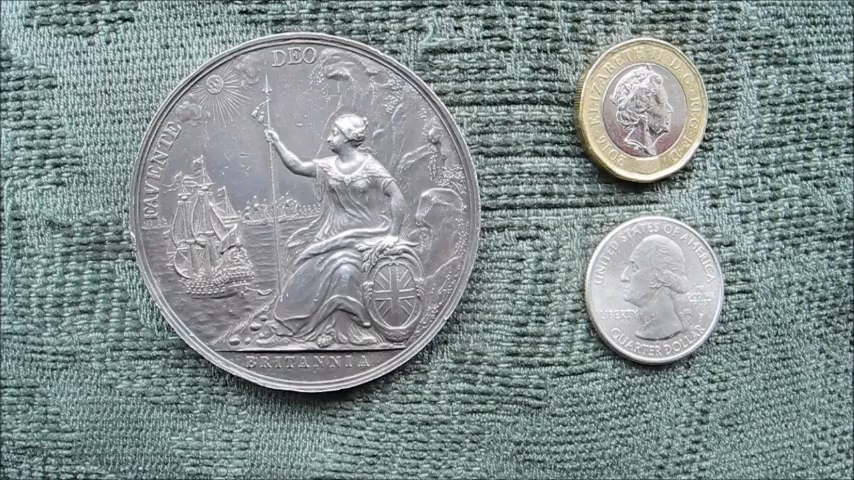 FAVENTE DEO
BRITANNIA
ELIZABETH II D G REG F D
UNITED STATES OF AMERICA
LIBERTY
QUARTER DOLLAR